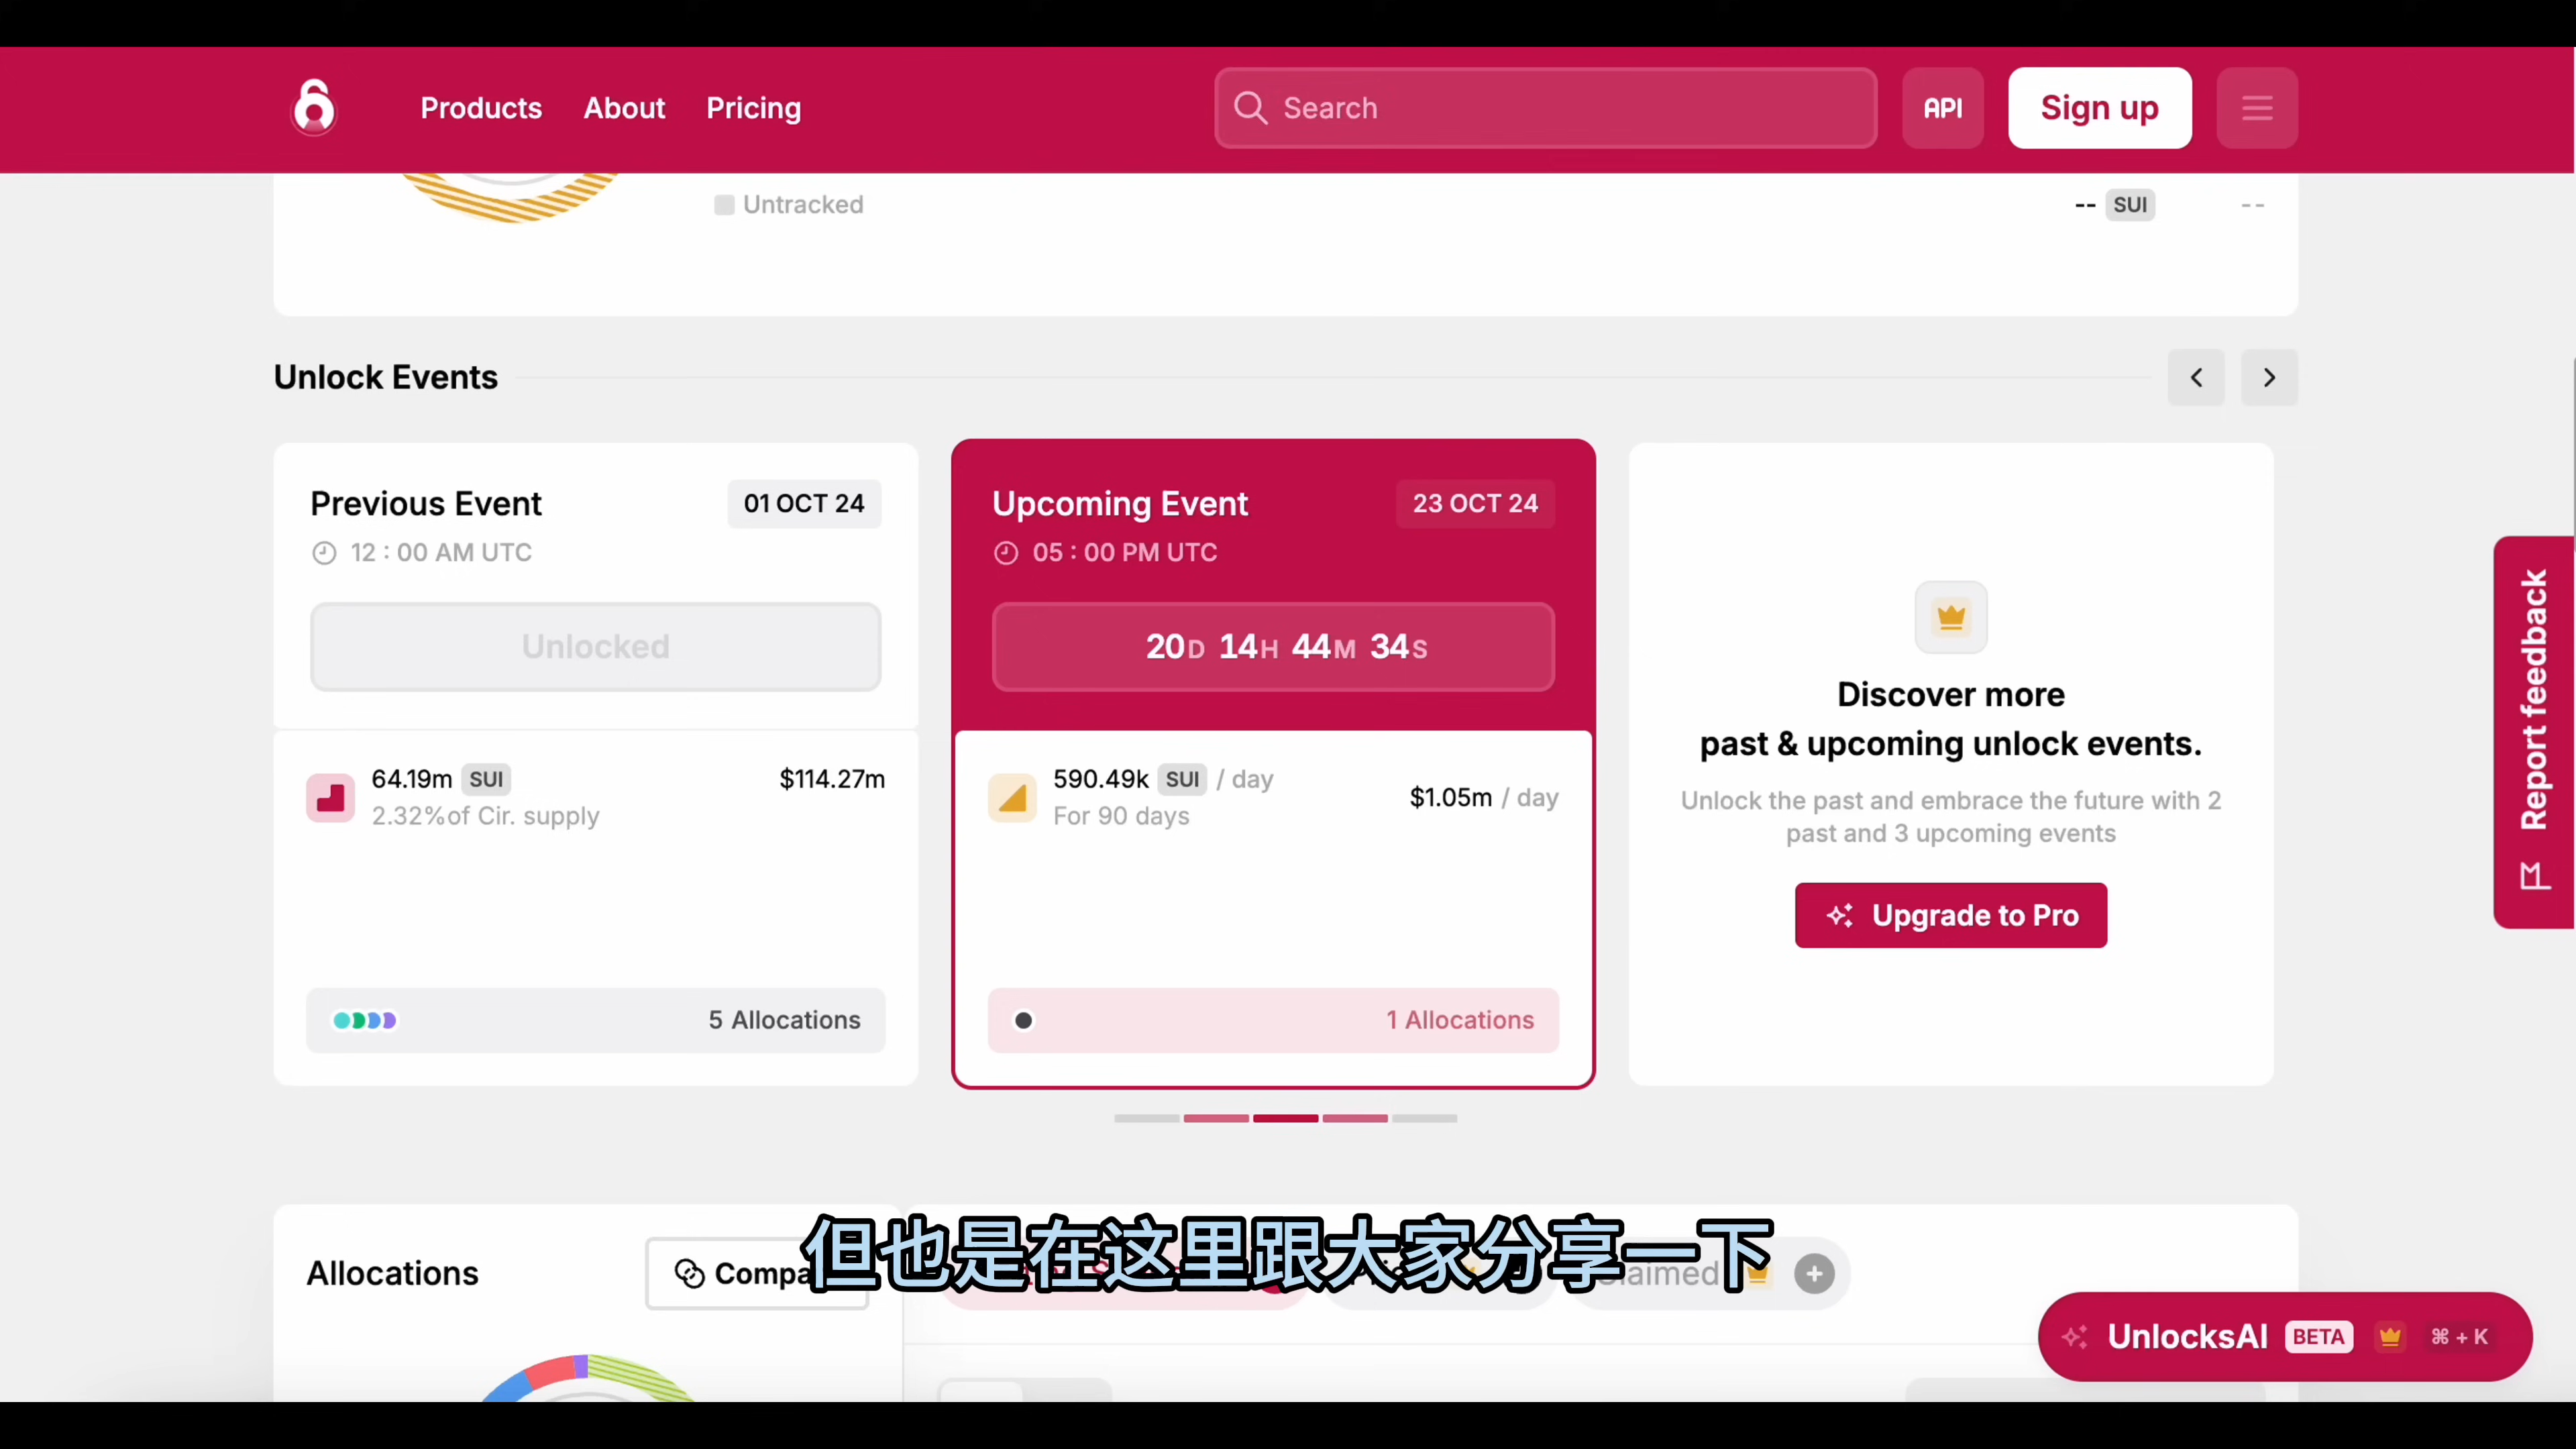 Products
About
Pricing
Search
API
Sign up
Untracked
-- SUI --
Unlock Events
Previous Event
01 OCT 24
12 : 00 AM UTC
Unlocked
64.19m SUI
$114.27m
2.32%of Cir. supply
5 Allocations
Upcoming Event
23 OCT 24
05 : 00 PM UTC
20D 14H 44M 34S
590.49k SUI / day
$1.05m / day
For 90 days
1 Allocations
Discover more
past & upcoming unlock events.
Unlock the past and embrace the future with 2
past and 3 upcoming events
Upgrade to Pro
Report feedback
Allocations
但也是在这里跟大家分享一下
UnlocksAI BETA ⌘ + K